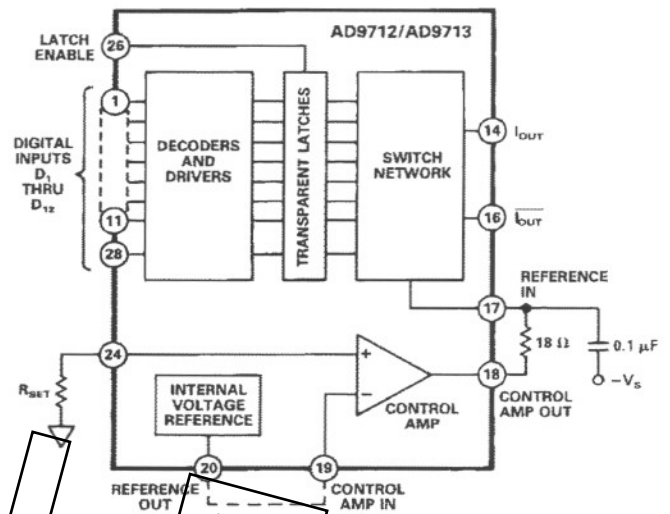 AD9712/AD9713
LATCH
ENABLE
26
1
DIGITAL
INPUTS
D1
THRU
D12
11
28
DECODERS
AND
DRIVERS
TRANSPARENT LATCHES
SWITCH
NETWORK
14
IOUT
16
IOUT
REFERENCE
IN
17
18 Ω
0.1 µF
-VS
18
CONTROL
AMP OUT
24
RSET
+
−
CONTROL
AMP
INTERNAL
VOLTAGE
REFERENCE
20
19
REFERENCE
OUT
CONTROL
AMP IN